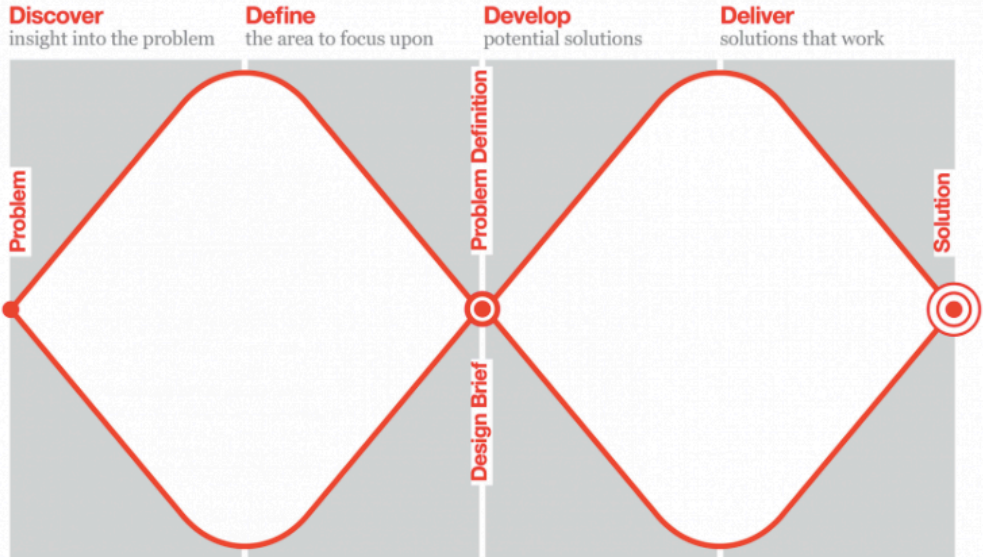 Discover
insight into the problem
Define
the area to focus upon
Develop
potential solutions
Deliver
solutions that work
Problem
Problem Definition
Design Brief
Solution